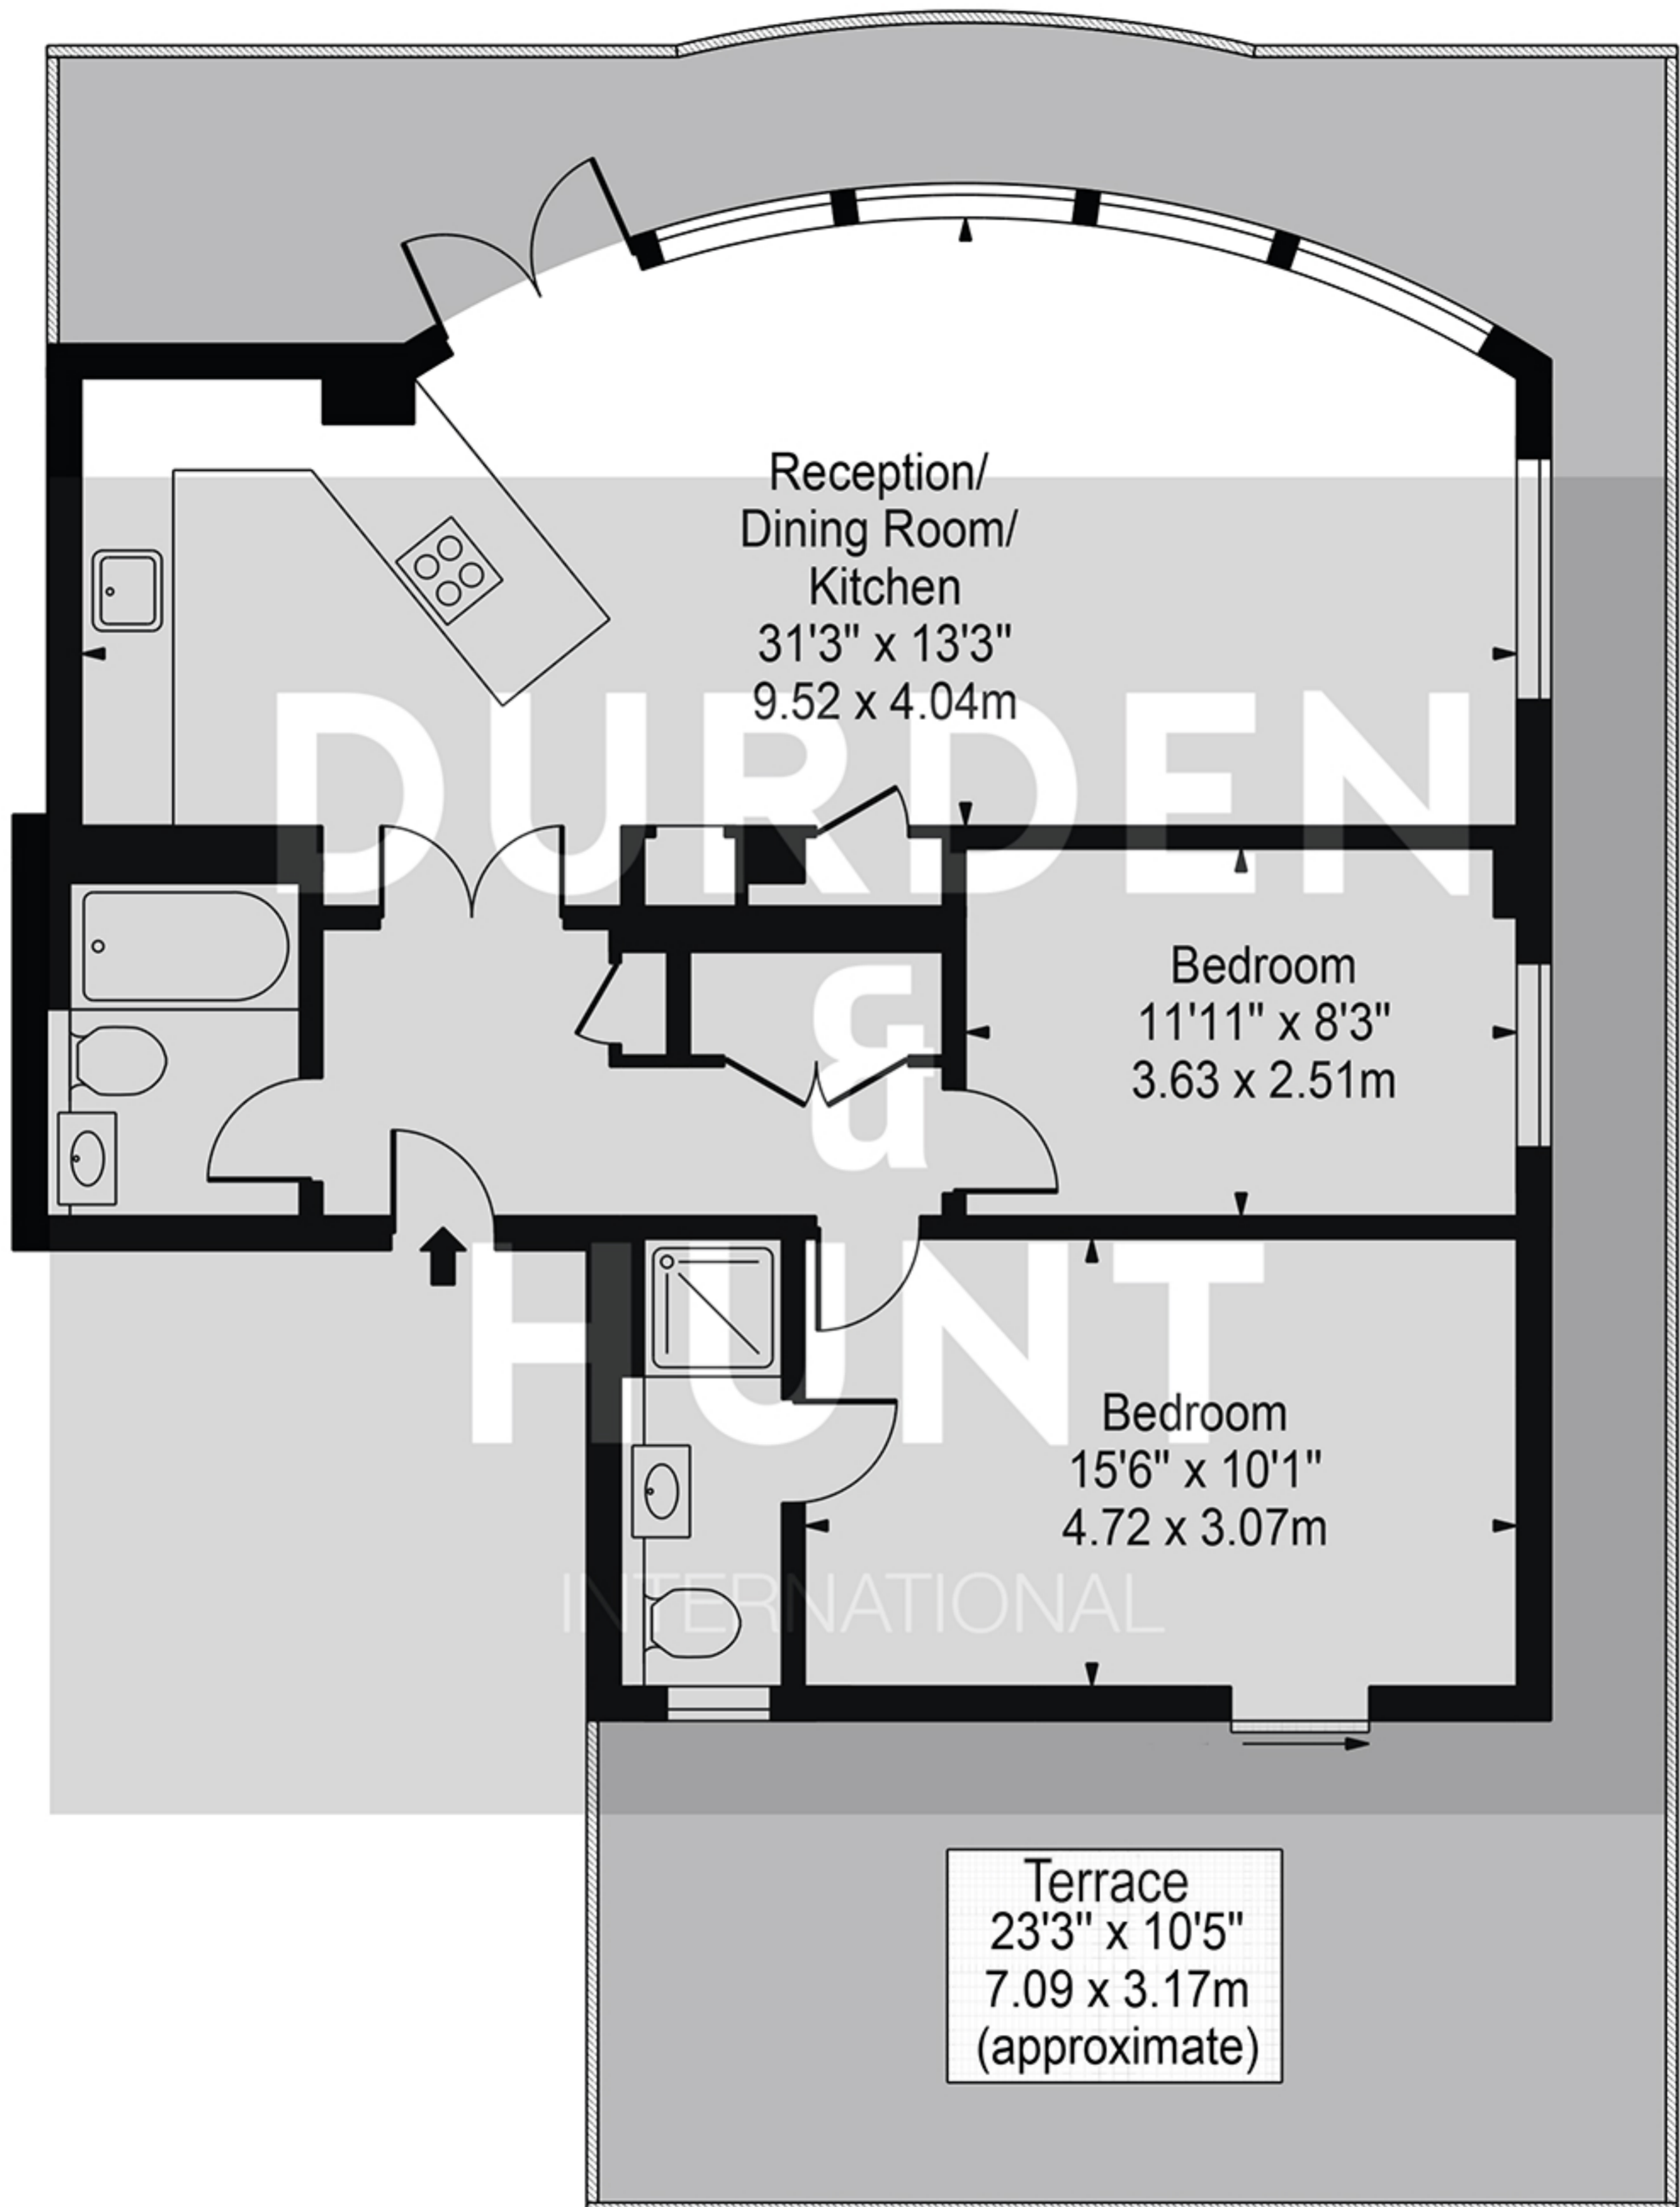 Reception/
Dining Room/
Kitchen
31'3" x 13'3"
9.52 x 4.04m
DURDEN
&
HUNT
INTERNATIONAL
Bedroom
11'11" x 8'3"
3.63 x 2.51m
Bedroom
15'6" x 10'1"
4.72 x 3.07m
Terrace
23'3" x 10'5"
7.09 x 3.17m
(approximate)